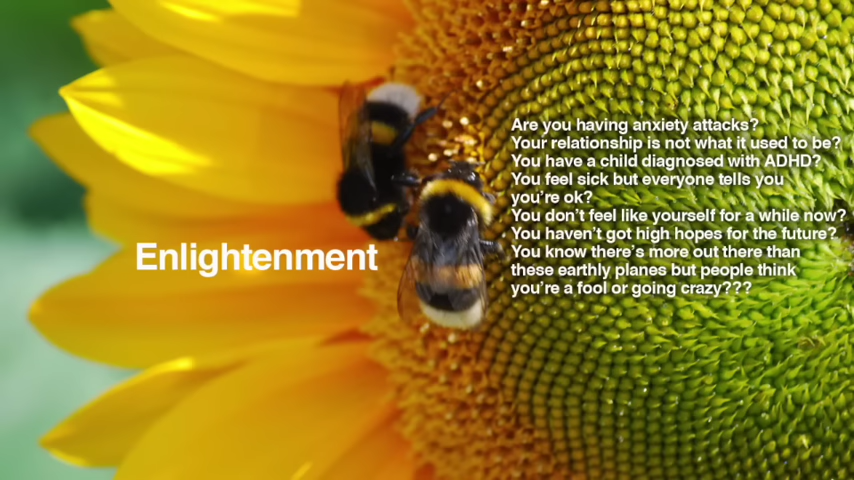 Enlightenment
Are you having anxiety attacks?
Your relationship is not what it used to be?
You have a child diagnosed with ADHD?
You feel sick but everyone tells you
you're ok?
You don't feel like yourself for a while now?
You haven't got high hopes for the future?
You know there's more out there than
these earthly planes but people think
you're a fool or going crazy???